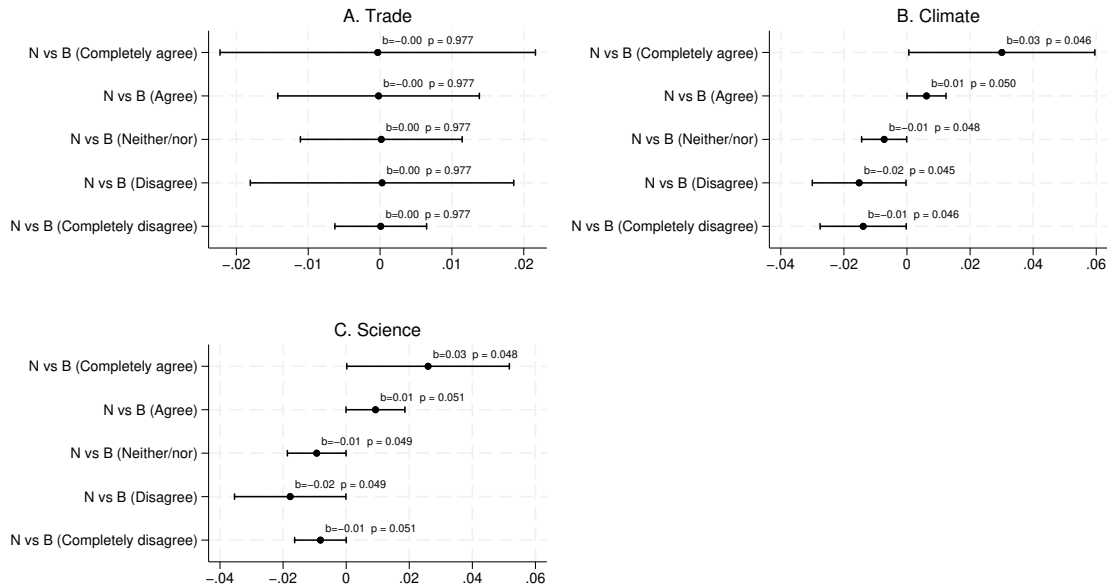 A. Trade
N vs B (Completely agree)
b=−0.00 p = 0.977
N vs B (Agree)
b=−0.00 p = 0.977
N vs B (Neither/nor)
b=0.00 p = 0.977
N vs B (Disagree)
b=0.00 p = 0.977
N vs B (Completely disagree)
b=0.00 p = 0.977
−.02 −.01 0 .01 .02
B. Climate
N vs B (Completely agree)
b=0.03 p = 0.046
N vs B (Agree)
b=0.01 p = 0.050
N vs B (Neither/nor)
b=−0.01 p = 0.048
N vs B (Disagree)
b=−0.02 p = 0.045
N vs B (Completely disagree)
b=−0.01 p = 0.046
−.04 −.02 0 .02 .04 .06
C. Science
N vs B (Completely agree)
b=0.03 p = 0.048
N vs B (Agree)
b=0.01 p = 0.051
N vs B (Neither/nor)
b=−0.01 p = 0.049
N vs B (Disagree)
b=−0.02 p = 0.049
N vs B (Completely disagree)
b=−0.01 p = 0.051
−.04 −.02 0 .02 .04 .06